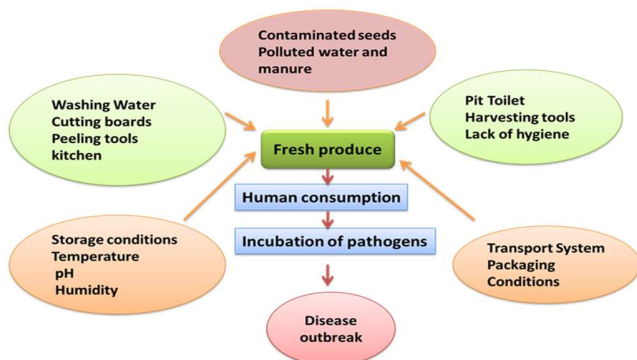 Contaminated seeds
Polluted water and
manure
Washing Water
Cutting boards
Peeling tools
kitchen
Pit Toilet
Harvesting tools
Lack of hygiene
Fresh produce
Human consumption
Incubation of pathogens
Storage conditions
Temperature
pH
Humidity
Transport System
Packaging
Conditions
Disease
outbreak